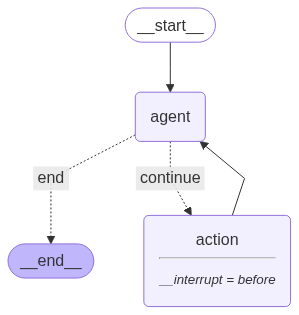 __start__
agent
end
continue
action
__interrupt = before
__end__